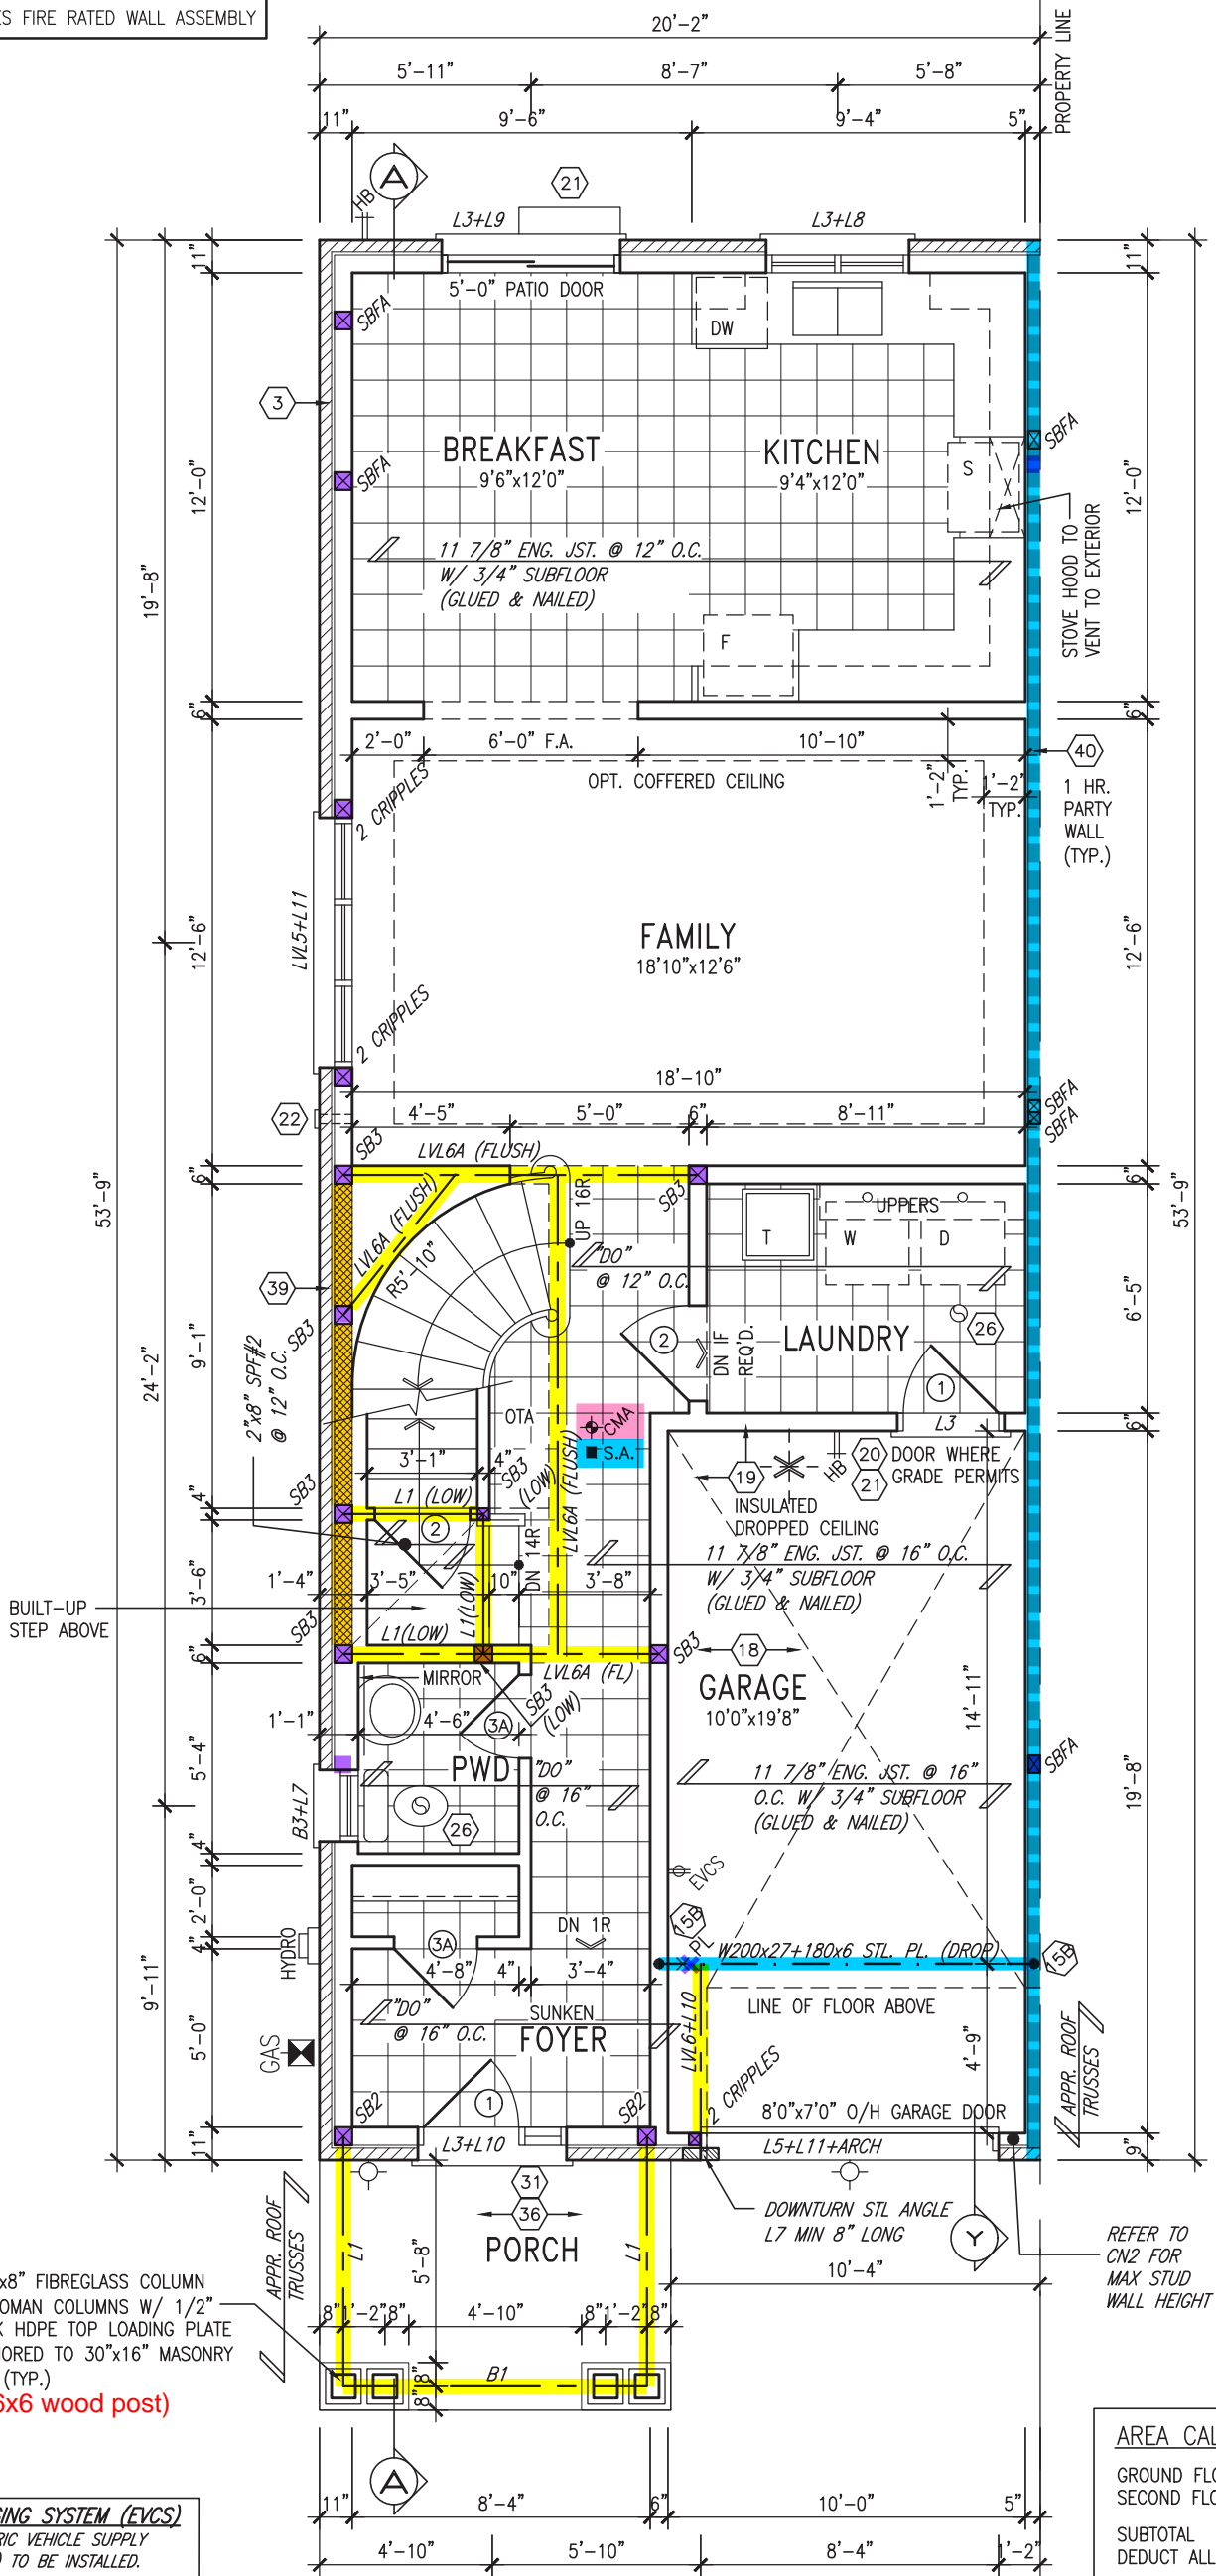 ES FIRE RATED WALL ASSEMBLY
20'-2"
PROPERTY LINE
5'-11" 8'-7" 5'-8"
11" 9'-6" 9'-4" 5"
A
21
HB
L3+L9
L3+L8
11"
11"
5'-0" PATIO DOOR
DW
SBFA
3
BREAKFAST
9'6"x12'0"
KITCHEN
9'4"x12'0"
S
SBFA
SBFA
12'-0"
12'-0"
STOVE HOOD TO
VENT TO EXTERIOR
11 7/8" ENG. JST. @ 12" O.C.
W/ 3/4" SUBFLOOR
(GLUED & NAILED)
19'-8"
F
6"
6"
2'-0" 6'-0" F.A. 10'-10"
40
OPT. COFFERED CEILING
1'-2"
TYP.
1'-2"
TYP.
1 HR.
PARTY
WALL
(TYP.)
2 CRIPPLES
LVL5+L11
FAMILY
18'10"x12'6"
12'-6"
12'-6"
2 CRIPPLES
18'-10"
22
4'-5" 5'-0" 6" 8'-11"
SBFA
SBFA
SB3
LVL6A (FLUSH)
6"
6"
53'-9"
53'-9"
SB3
LVL6A (FLUSH)
UP 16R
UPPERS
T
W
D
"DO"
@ 12" O.C.
R5'-10"
39
6'-5"
26
SB3
2
DN IF
REQ'D.
LAUNDRY
9'-1"
24'-2"
2"x8" SPF#2
@ 12" O.C.
1
OTA
CMA
S.A.
L3
6"
HB
20
21
DOOR WHERE
GRADE PERMITS
3'-1" 4"
SB3
(LOW)
LVL6A (FLUSH)
19
INSULATED
DROPPED CEILING
SB3
4"
L1 (LOW)
2
11 7/8" ENG. JST. @ 16" O.C.
W/ 3/4" SUBFLOOR
(GLUED & NAILED)
DN 14R
1'-4" 3'-5" 10" 3'-8"
3'-6"
BUILT-UP
STEP ABOVE
L1(LOW)
L1(LOW)
SB3
6"
SB3
18
LVL6A (FL)
MIRROR
SB3
(LOW)
GARAGE
10'0"x19'8"
14'-11"
1'-1" 4'-6"
3A
5'-4"
PWD
"DO"
@ 16"
O.C.
SBFA
11 7/8" ENG. JST. @ 16"
O.C. W/ 3/4" SUBFLOOR
(GLUED & NAILED)
19'-8"
B3+L7
26
4"
EVCS
2'-0"
15B
DN 1R
PL
HYDRO
4"
3A
W200x27+180x6 STL. PL. (DROP)
15B
4'-8" 4" 3'-4"
9'-11"
"DO"
@ 16" O.C.
SUNKEN
FOYER
LINE OF FLOOR ABOVE
LVL6+L10
5'-0"
GAS
4'-9"
APPR. ROOF
TRUSSES
2 CRIPPLES
1
SB2
SB2
8'0"x7'0" O/H GARAGE DOOR
11"
L3+L10
L5+L11+ARCH
9"
31
36
DOWNTURN STL ANGLE
L7 MIN 8" LONG
Y
PORCH
REFER TO
CN2 FOR
MAX STUD
WALL HEIGHT
APPR. ROOF
TRUSSES
L1
5'-8"
L1
10'-4"
x8" FIBREGLASS COLUMN
OMAN COLUMNS W/ 1/2"
K HDPE TOP LOADING PLATE
ORED TO 30"x16" MASONRY
(TYP.)
6x6 wood post)
8" 1'-2" 8" 4'-10" 8" 1'-2" 8"
B1
8"
8"
A
AREA CAL
GROUND FLO
SECOND FLO
SUBTOTAL
DEDUCT ALL
GING SYSTEM (EVCS)
RIC VEHICLE SUPPLY
) TO BE INSTALLED.
11" 8'-4" 6" 10'-0" 5"
4'-10" 5'-10" 8'-4" 1'-2"